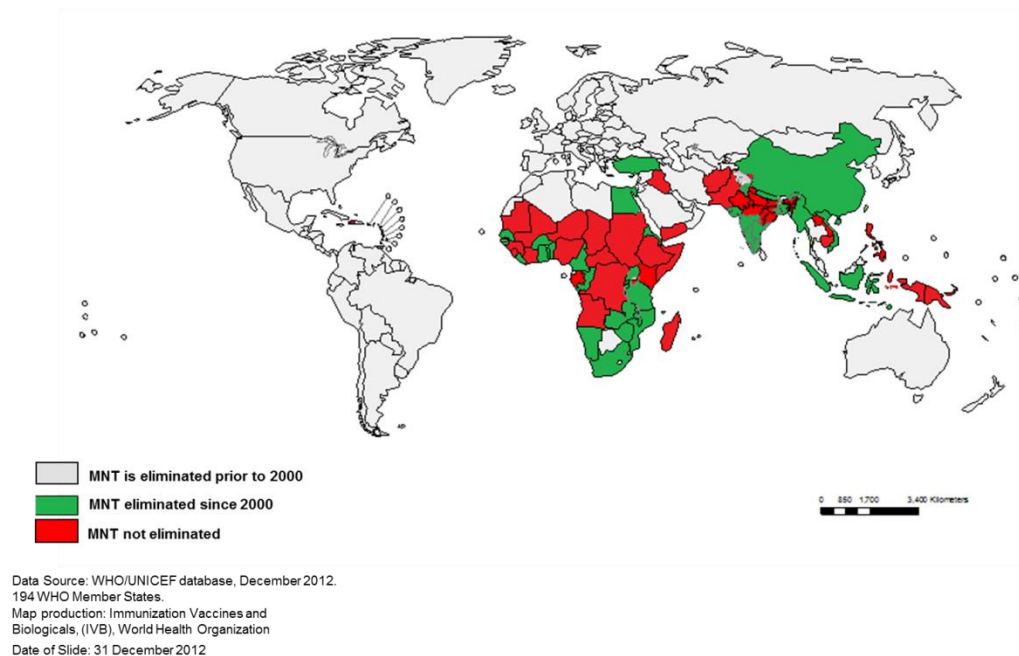 MNT is eliminated prior to 2000
MNT eliminated since 2000
MNT not eliminated
0 850 1,700 3,400 Kilometers
Data Source: WHO/UNICEF database, December 2012.
194 WHO Member States.
Map production: Immunization Vaccines and
Biologicals, (IVB), World Health Organization
Date of Slide: 31 December 2012